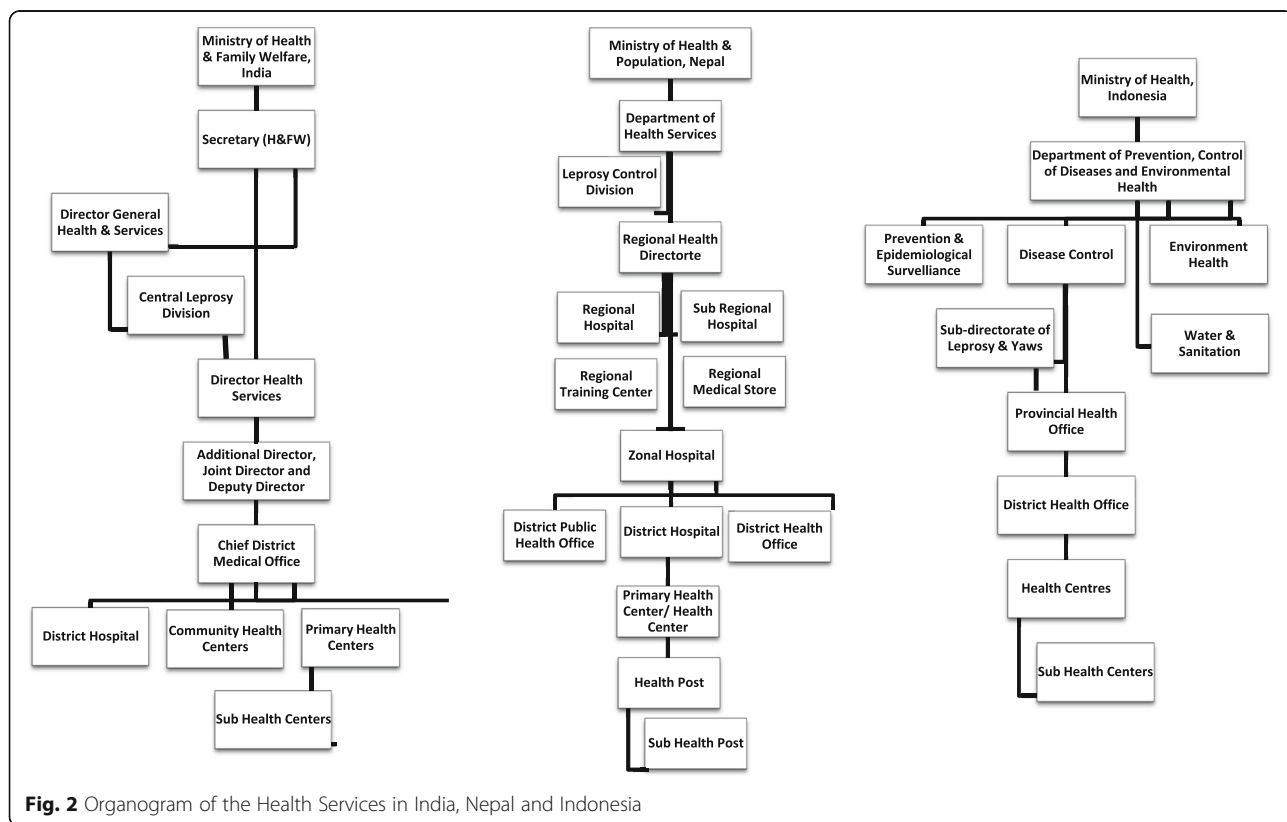 Ministry of Health
& Family Welfare,
India
Secretary (H&FW)
Director General
Health & Services
Central Leprosy
Division
Director Health
Services
Additional Director,
Joint Director and
Deputy Director
Chief District
Medical Office
District Hospital
Community Health
Centers
Primary Health
Centers
Sub Health Centers
Ministry of Health &
Population, Nepal
Department of
Health Services
Leprosy Control
Division
Regional Health
Directorte
Regional
Hospital
Sub Regional
Hospital
Regional
Training Center
Regional
Medical Store
Zonal Hospital
District Public
Health Office
District Hospital
District Health
Office
Primary Health
Center/ Health
Center
Health Post
Sub Health Post
Ministry of Health,
Indonesia
Department of Prevention, Control
of Diseases and Environmental
Health
Prevention &
Epidemiological
Survelliance
Disease Control
Environment
Health
Sub-directorate of
Leprosy & Yaws
Water &
Sanitation
Provincial Health
Office
District Health Office
Health Centres
Sub Health Centers
Fig. 2 Organogram of the Health Services in India, Nepal and Indonesia